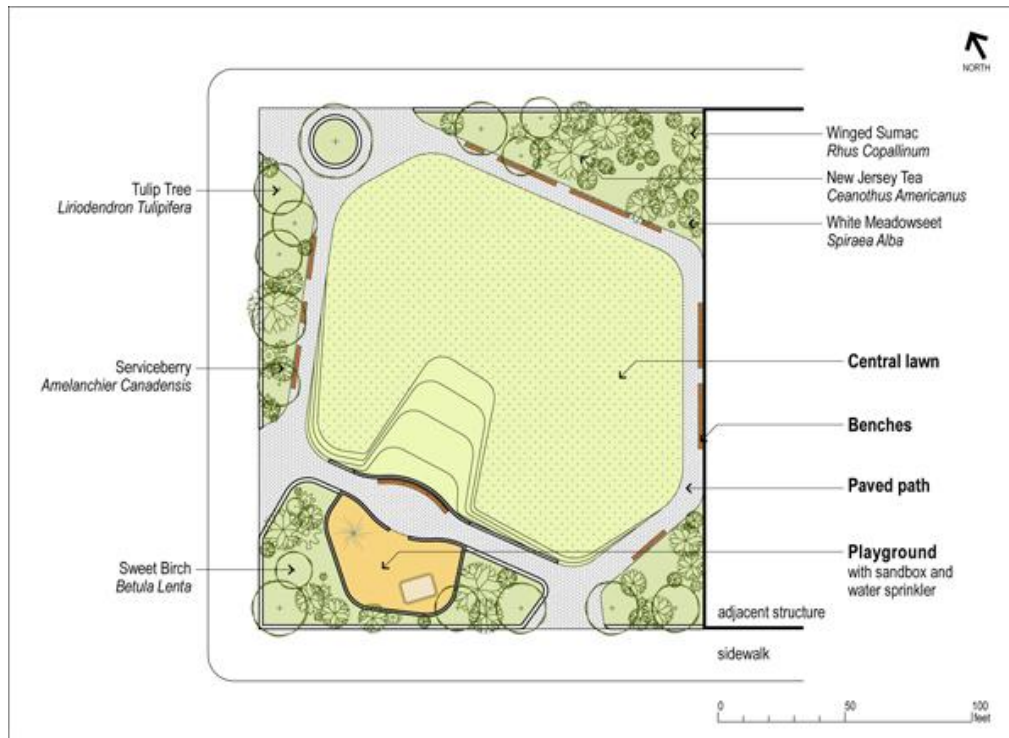 NORTH
Winged Sumac
Rhus Copallinum
New Jersey Tea
Ceanothus Americanus
White Meadowseet
Spiraea Alba
Tulip Tree
Liriodendron Tulipifera
Serviceberry
Amelanchier Canadensis
Central lawn
Benches
Paved path
Sweet Birch
Betula Lenta
Playground
with sandbox and
water sprinkler
adjacent structure
sidewalk
0 50 100
feet